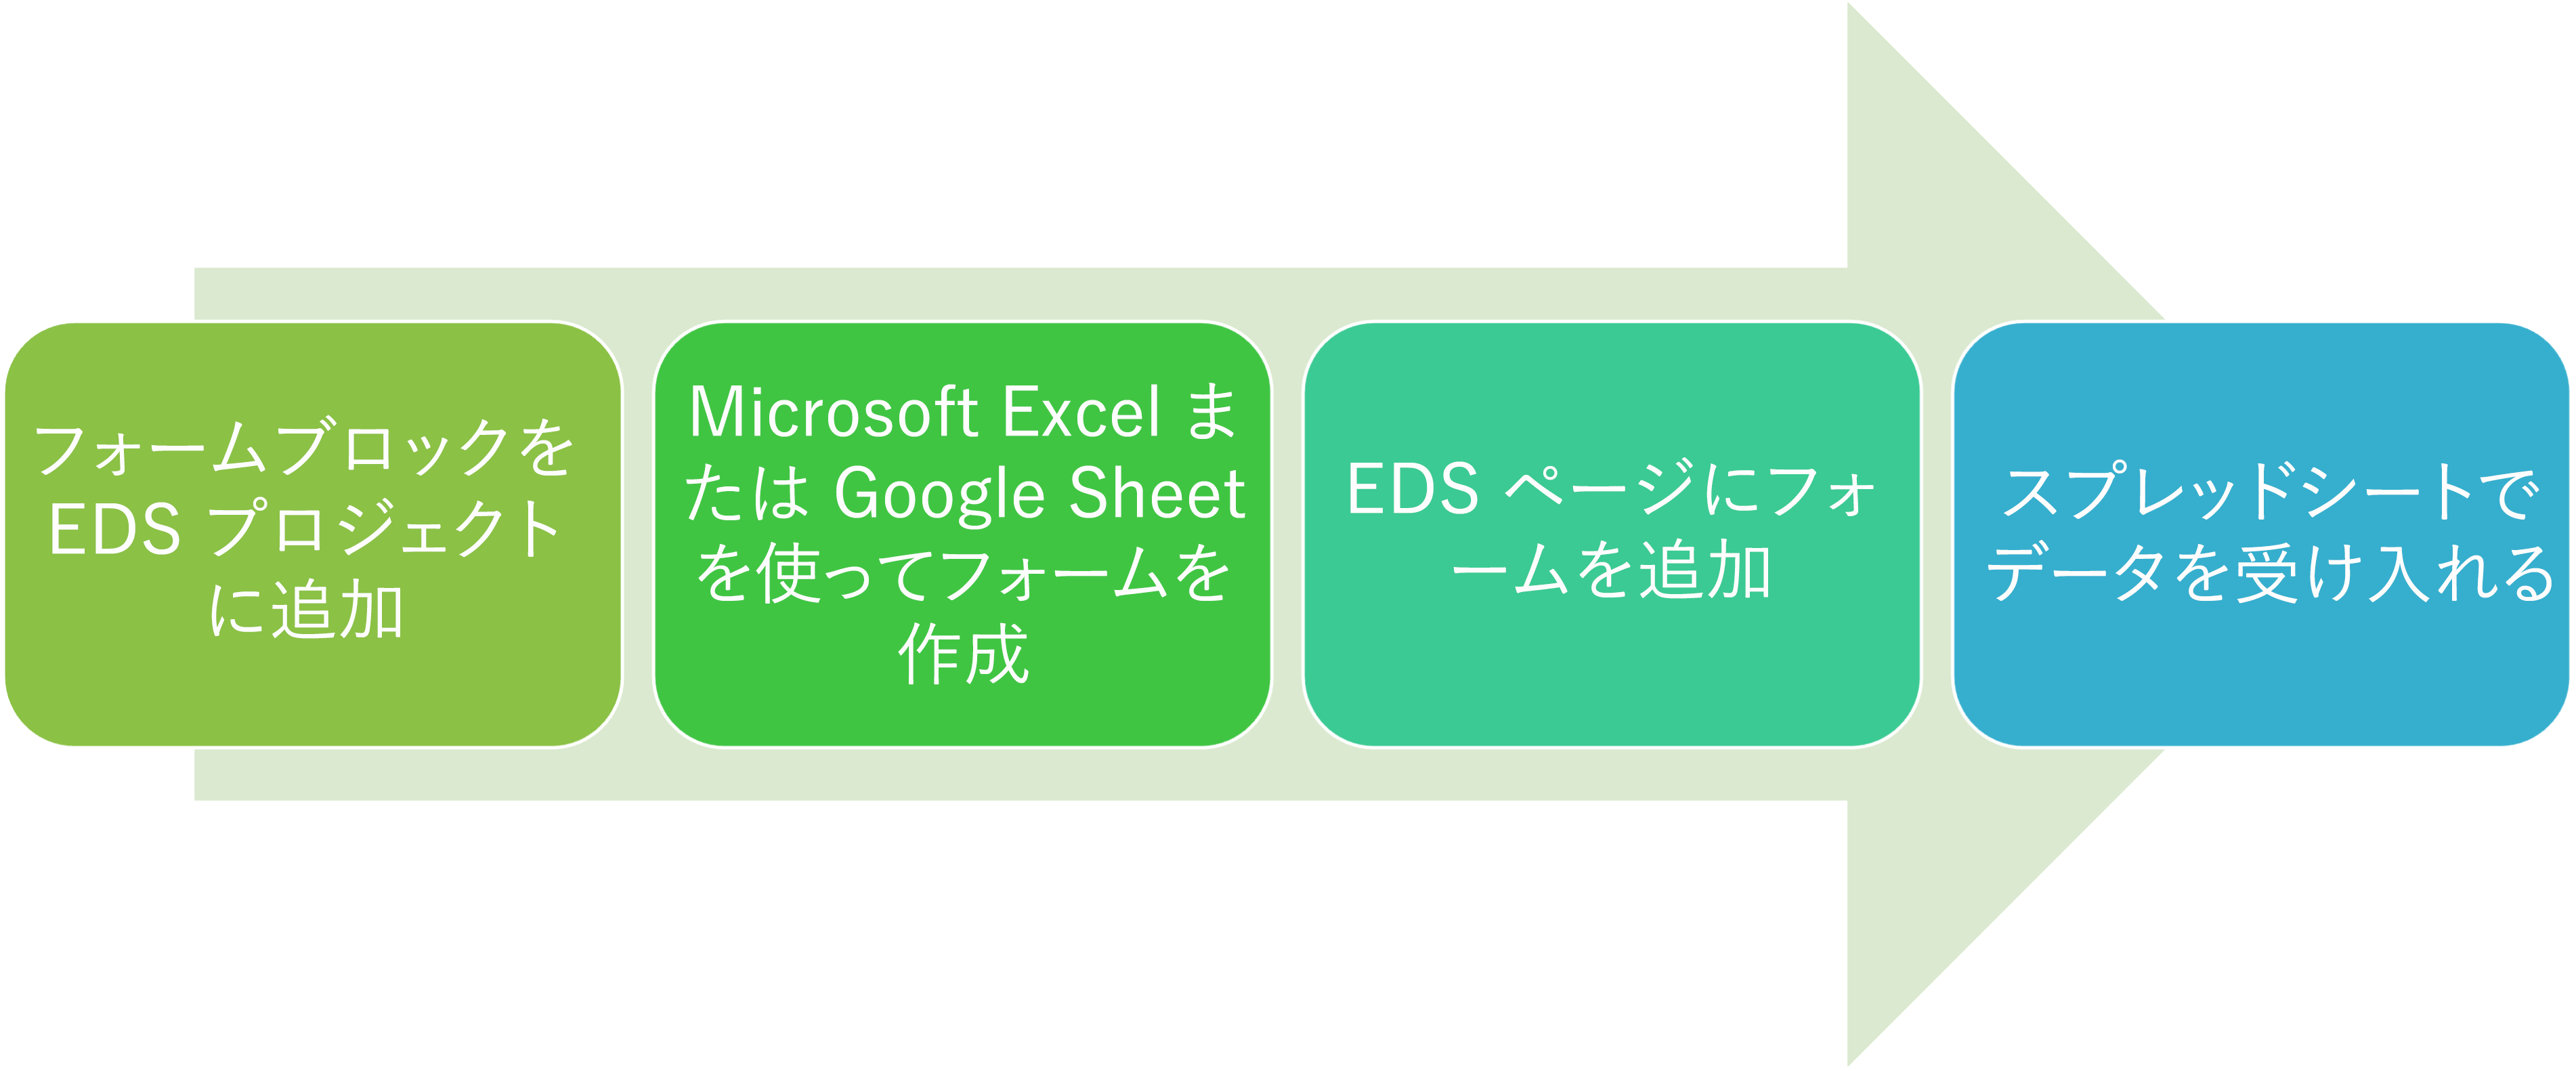 フォームブロックを
EDS プロジェクト
に追加
Microsoft Excel ま
たは Google Sheet
を使ってフォームを
作成
EDS ページにフォ
ームを追加
スプレッドシートで
データを受け入れる